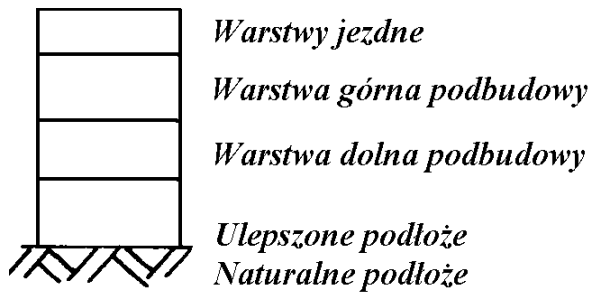 Warstwy jezdne
Warstwa górna podbudowy
Warstwa dolna podbudowy
Ulepszone podłoże
Naturalne podłoże